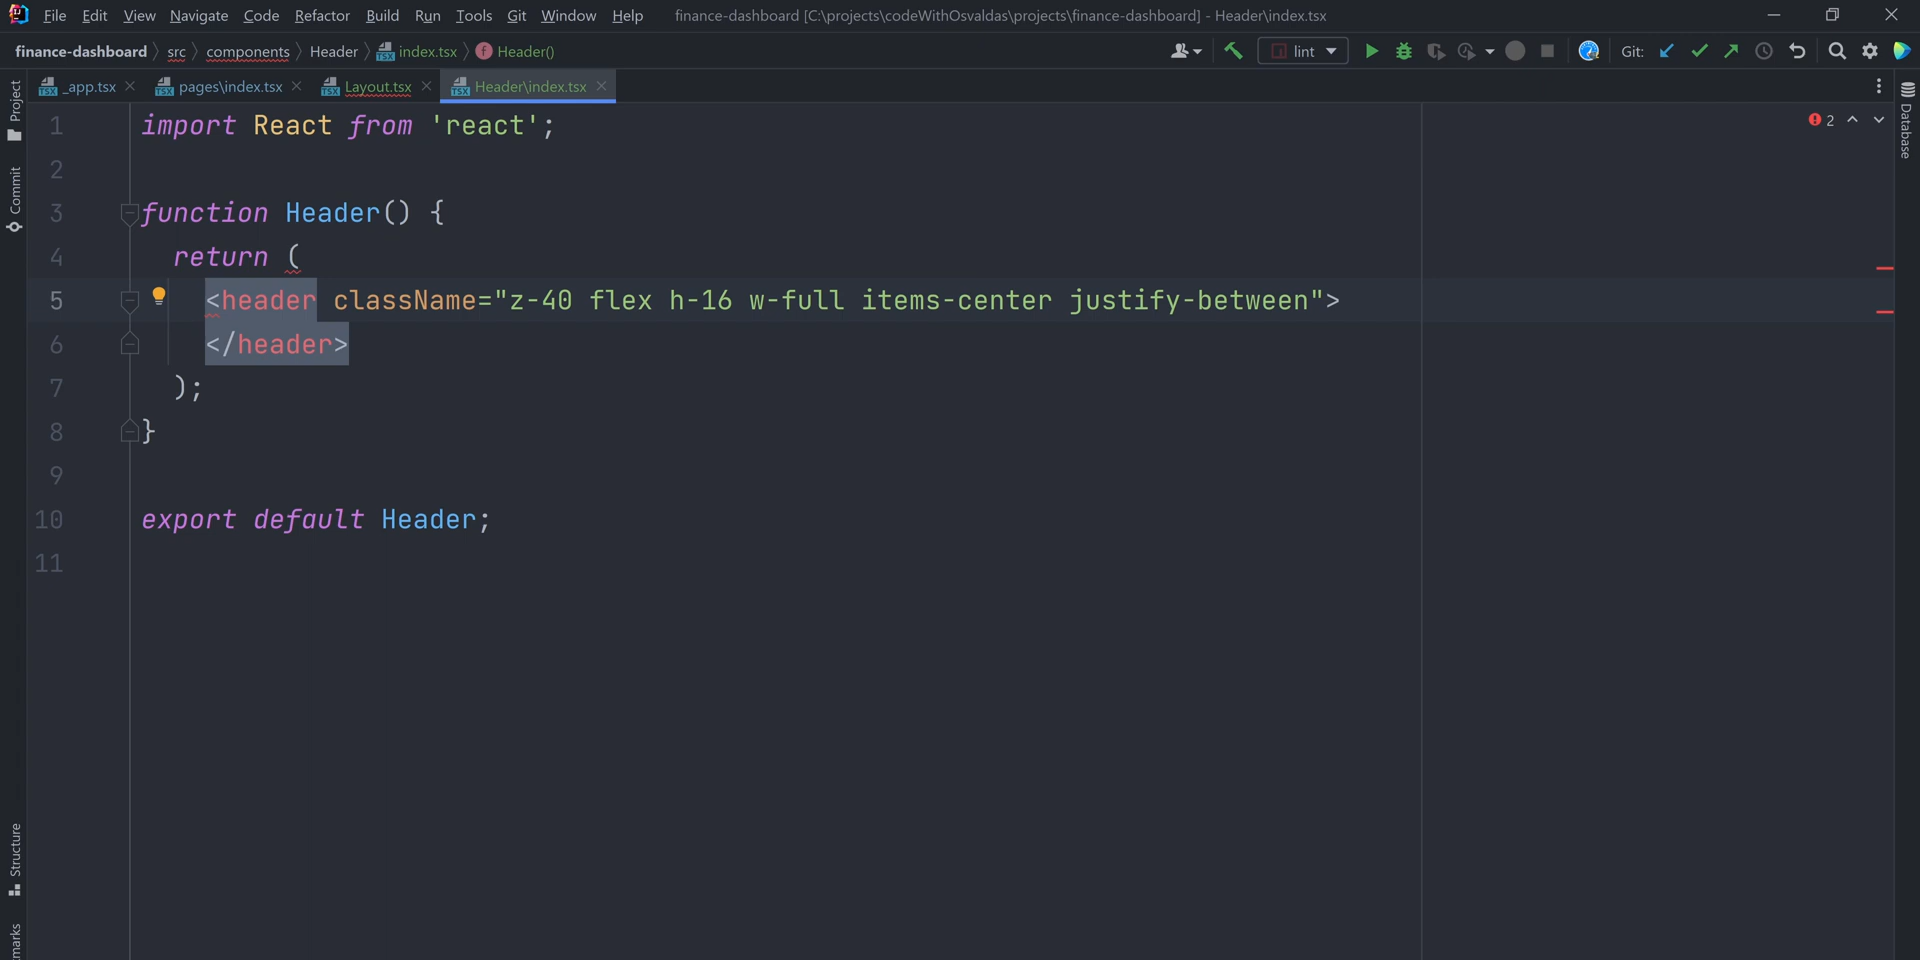 File Edit View Navigate Code Refactor Build Run Tools Git Window Help finance-dashboard [C:\projects\codeWithOsvaldas\projects\finance-dashboard] - Header\index.tsx
finance-dashboard src components Header index.tsx Header() lint Git:
_app.tsx pages\index.tsx Layout.tsx Header\index.tsx
Project
Commit
Structure
marks
Database
2
1 import React from 'react';
2
3 function Header() {
4 return (
5 <header className="z-40 flex h-16 w-full items-center justify-between">
6 </header>
7 );
8 }
9
10 export default Header;
11